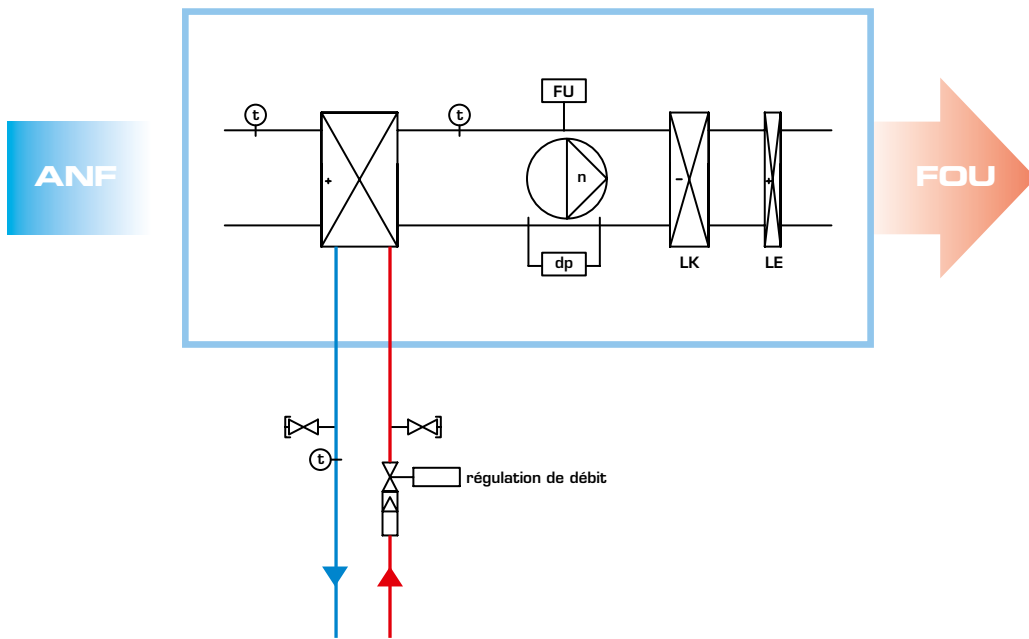 FU
t
t
ANF
+
n
-
+
FOU
dp
LK
LE
t
régulation de débit